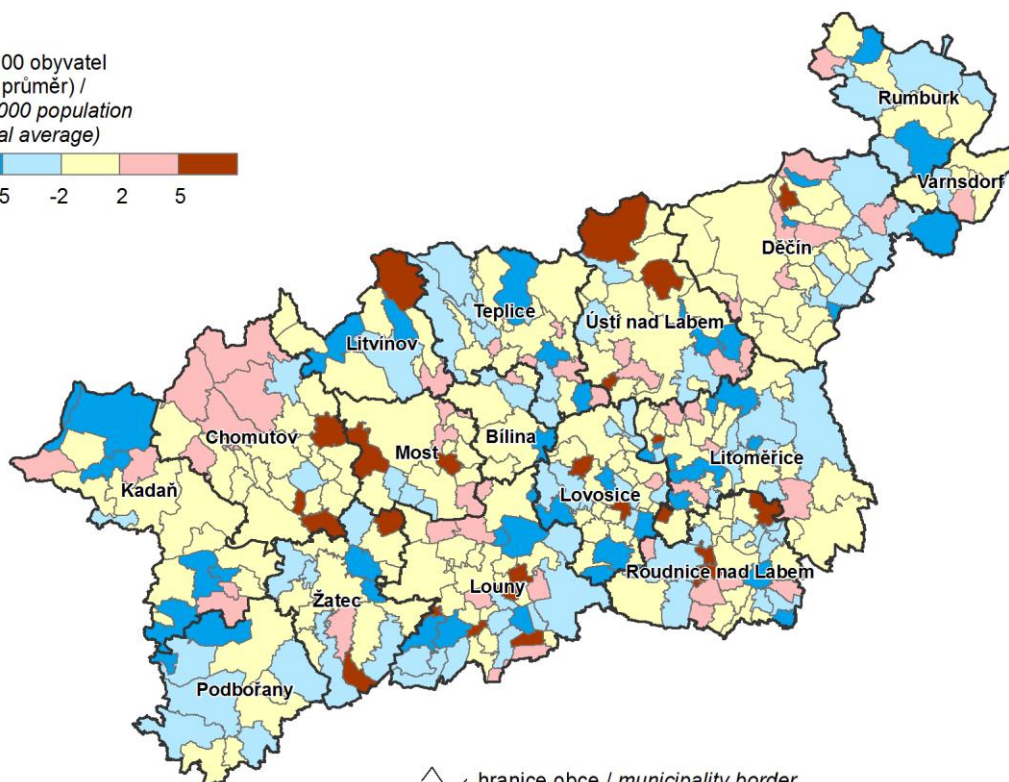 00 obyvatel
průměr) /
000 population
al average)
5 -2 2 5
Rumburk
Varnsdorf
Děčín
Teplice
Ústí nad Labem
Litvínov
Chomutov
Most
Bílina
Litoměřice
Kadaň
Lovosice
Roudnice nad Labem
Louny
Žatec
Podbořany
hranice obce / municipality border